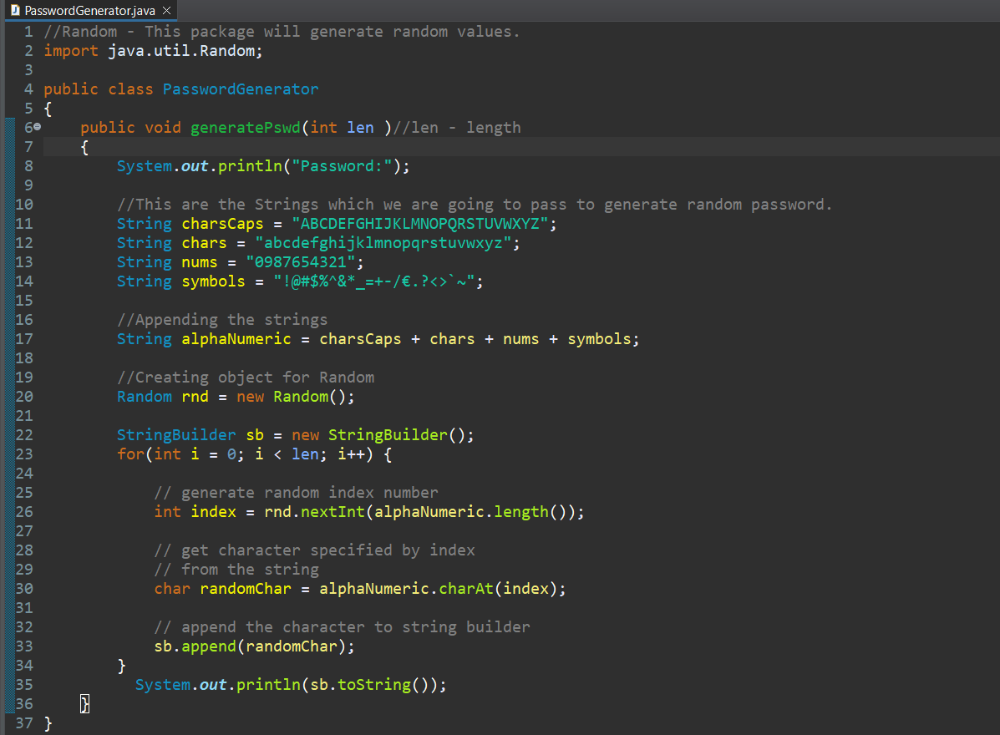 PasswordGenerator.java
1 //Random - This package will generate random values.
2 import java.util.Random;
3
4 public class PasswordGenerator
5 {
6     public void generatePswd(int len )//len - length
7     {
8         System.out.println("Password:");
9
10         //This are the Strings which we are going to pass to generate random password.
11         String charsCaps = "ABCDEFGHIJKLMNOPQRSTUVWXYZ";
12         String chars = "abcdefghijklmnopqrstuvwxyz";
13         String nums = "0987654321";
14         String symbols = "!@#$%^&*_=+-/€.?<>`~";
15
16         //Appending the strings
17         String alphaNumeric = charsCaps + chars + nums + symbols;
18
19         //Creating object for Random
20         Random rnd = new Random();
21
22         StringBuilder sb = new StringBuilder();
23         for(int i = 0; i < len; i++) {
24
25             // generate random index number
26             int index = rnd.nextInt(alphaNumeric.length());
27
28             // get character specified by index
29             // from the string
30             char randomChar = alphaNumeric.charAt(index);
31
32             // append the character to string builder
33             sb.append(randomChar);
34         }
35           System.out.println(sb.toString());
36     }
37 }